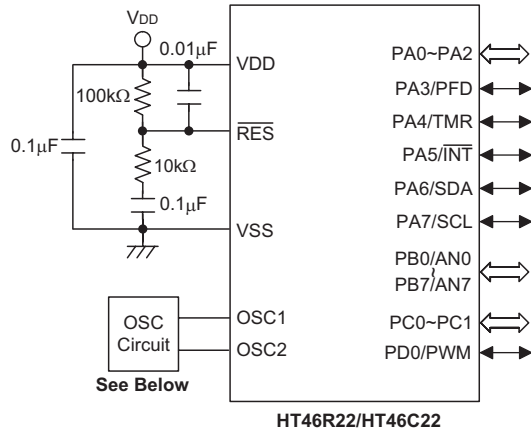 VDD
0.01µF
100kΩ
0.1µF
10kΩ
0.1µF
VDD
RES
VSS
OSC
Circuit
See Below
OSC1
OSC2
PA0~PA2
PA3/PFD
PA4/TMR
PA5/INT
PA6/SDA
PA7/SCL
PB0/AN0
~
PB7/AN7
PC0~PC1
PD0/PWM
HT46R22/HT46C22